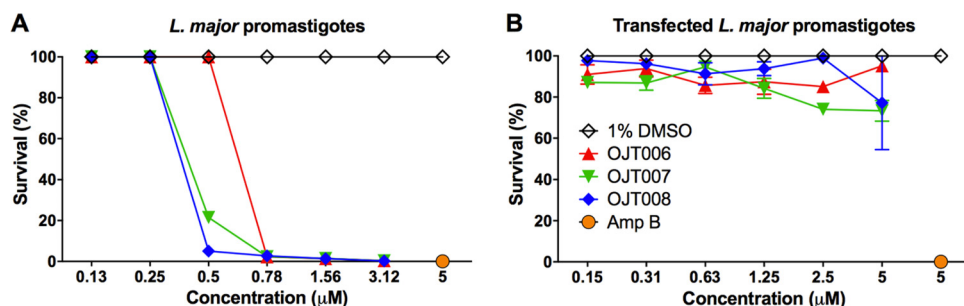 A
L. major promastigotes
Survival (%)
100
80
60
40
20
0
0.13 0.25 0.5 0.78 1.56 3.12 5
Concentration (μM)
B
Transfected L. major promastigotes
Survival (%)
100
80
60
40
20
0
1% DMSO
OJT006
OJT007
OJT008
Amp B
0.15 0.31 0.63 1.25 2.5 5 5
Concentration (μM)